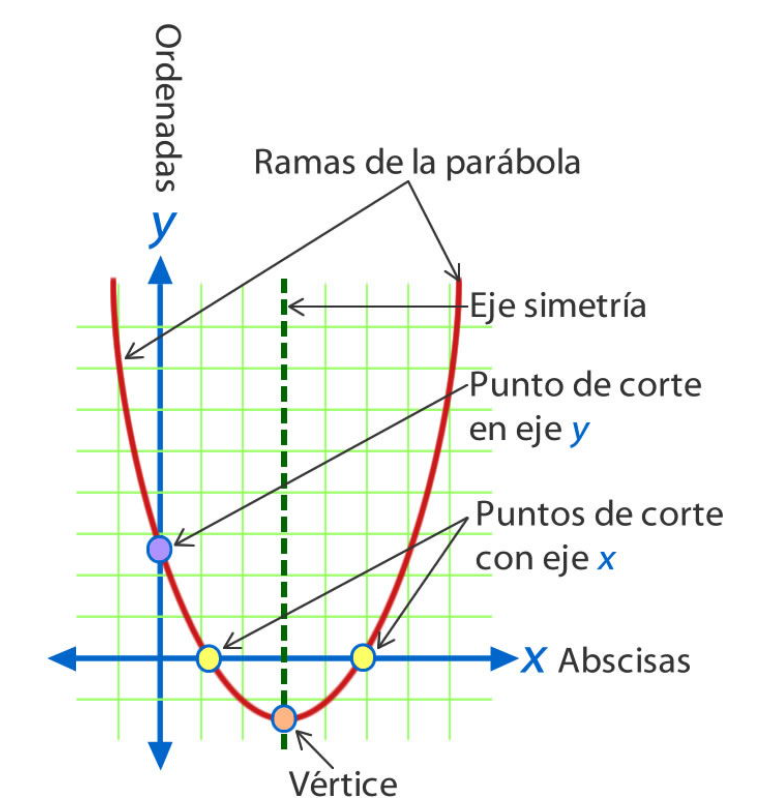 Ordenadas
y
Ramas de la parábola
Eje simetría
Punto de corte
en eje y
Puntos de corte
con eje x
x Abscisas
Vértice